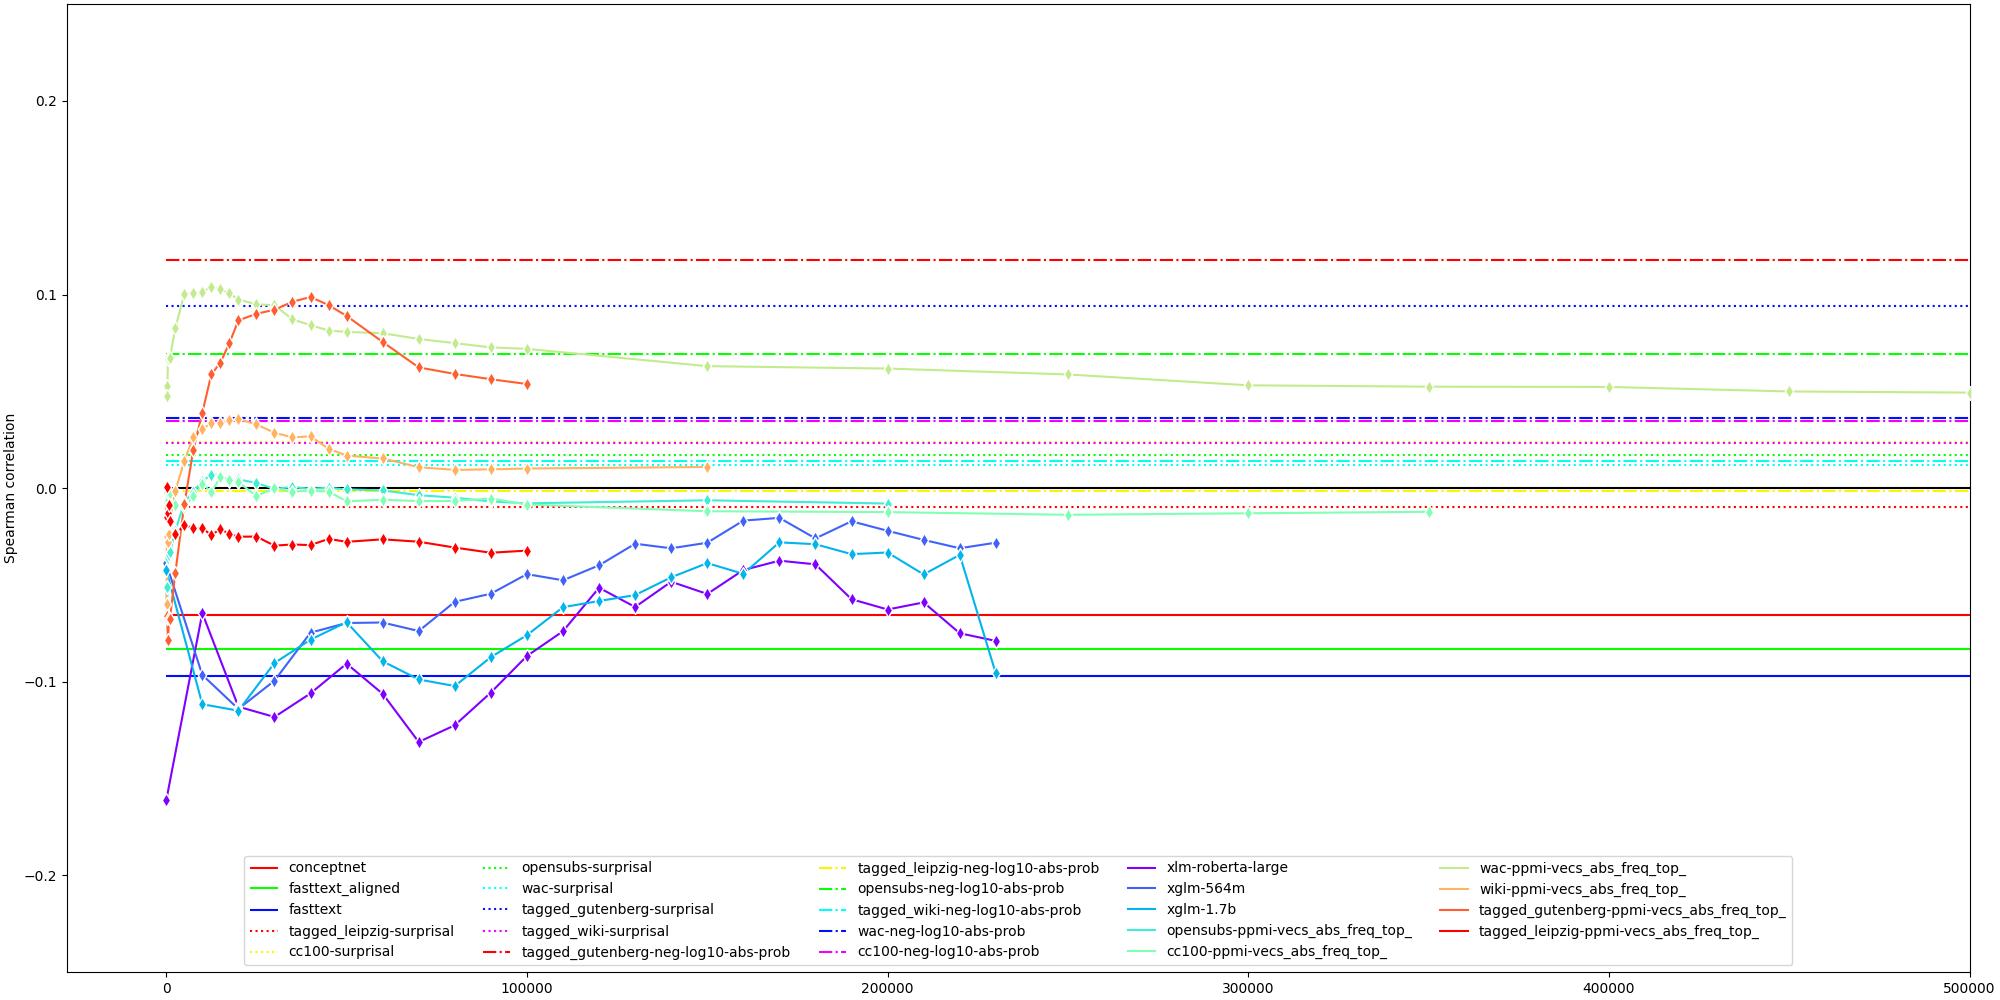 0.2
0.1
0.0
−0.1
−0.2
Spearman correlation
conceptnet
fasttext_aligned
fasttext
tagged_leipzig-surprisal
cc100-surprisal
opensubs-surprisal
wac-surprisal
tagged_gutenberg-surprisal
tagged_wiki-surprisal
tagged_gutenberg-neg-log10-abs-prob
tagged_leipzig-neg-log10-abs-prob
opensubs-neg-log10-abs-prob
tagged_wiki-neg-log10-abs-prob
wac-neg-log10-abs-prob
cc100-neg-log10-abs-prob
xlm-roberta-large
xglm-564m
xglm-1.7b
opensubs-ppmi-vecs_abs_freq_top_
cc100-ppmi-vecs_abs_freq_top_
wac-ppmi-vecs_abs_freq_top_
wiki-ppmi-vecs_abs_freq_top_
tagged_gutenberg-ppmi-vecs_abs_freq_top_
tagged_leipzig-ppmi-vecs_abs_freq_top_
0
100000
200000
300000
400000
500000